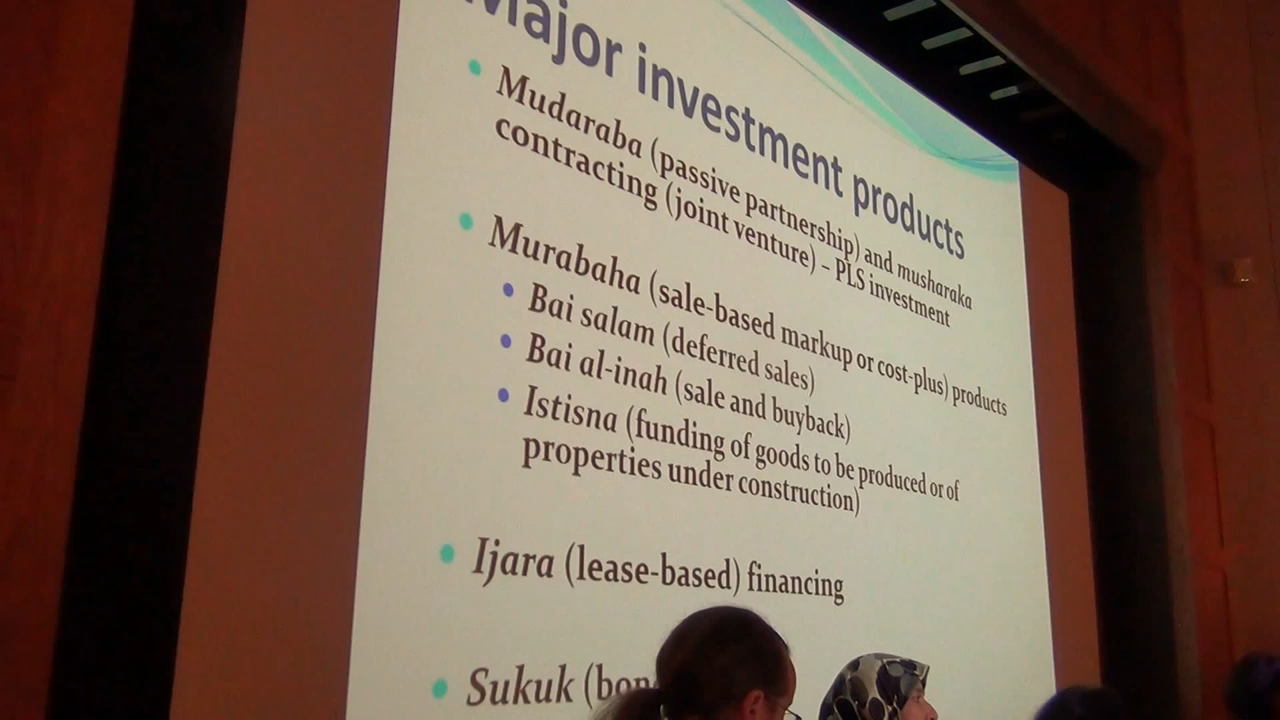 Major investment products
• Mudaraba (passive partnership) and musharaka
contracting (joint venture) – PLS investment
• Murabaha (sale-based markup or cost-plus) products
• Bai salam (deferred sales)
• Bai al-inah (sale and buyback)
• Istisna (funding of goods to be produced or of
properties under construction)
• Ijara (lease-based) financing
• Sukuk